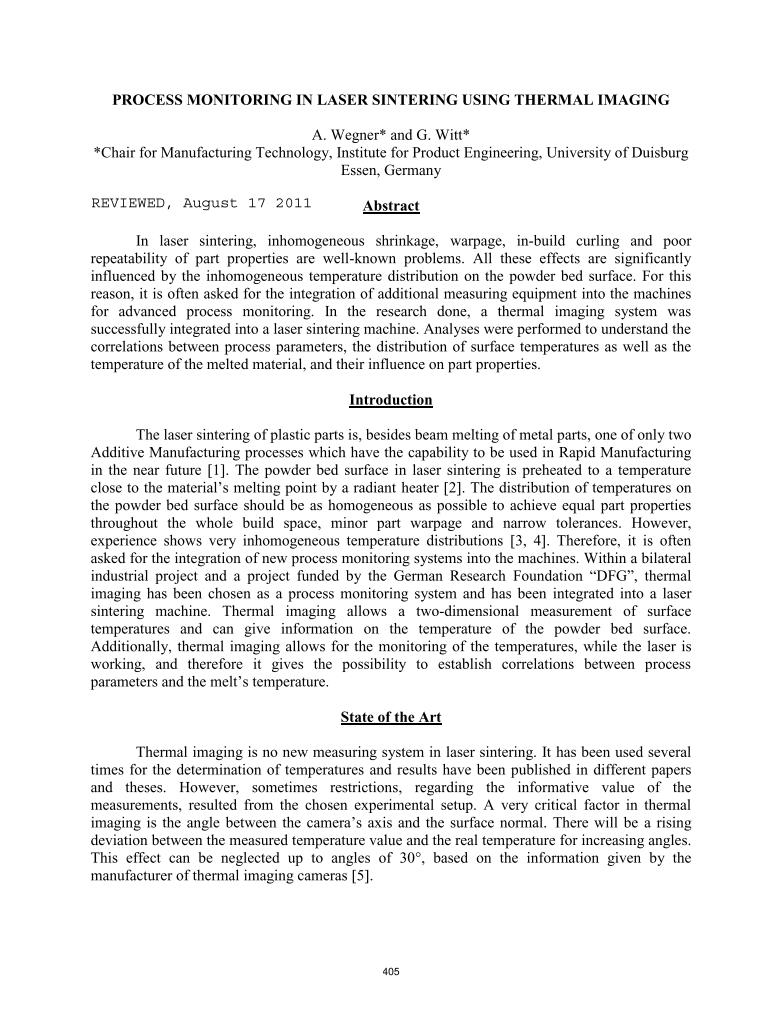 PROCESS MONITORING IN LASER SINTERING USING THERMAL IMAGING
A. Wegner* and G. Witt*
*Chair for Manufacturing Technology, Institute for Product Engineering, University of Duisburg
Essen, Germany
REVIEWED, August 17 2011
Abstract
In laser sintering, inhomogeneous shrinkage, warpage, in-build curling and poor
repeatability of part properties are well-known problems. All these effects are significantly
influenced by the inhomogeneous temperature distribution on the powder bed surface. For this
reason, it is often asked for the integration of additional measuring equipment into the machines
for advanced process monitoring. In the research done, a thermal imaging system was
successfully integrated into a laser sintering machine. Analyses were performed to understand the
correlations between process parameters, the distribution of surface temperatures as well as the
temperature of the melted material, and their influence on part properties.
Introduction
The laser sintering of plastic parts is, besides beam melting of metal parts, one of only two
Additive Manufacturing processes which have the capability to be used in Rapid Manufacturing
in the near future [1]. The powder bed surface in laser sintering is preheated to a temperature
close to the material’s melting point by a radiant heater [2]. The distribution of temperatures on
the powder bed surface should be as homogeneous as possible to achieve equal part properties
throughout the whole build space, minor part warpage and narrow tolerances. However,
experience shows very inhomogeneous temperature distributions [3, 4]. Therefore, it is often
asked for the integration of new process monitoring systems into the machines. Within a bilateral
industrial project and a project funded by the German Research Foundation “DFG”, thermal
imaging has been chosen as a process monitoring system and has been integrated into a laser
sintering machine. Thermal imaging allows a two-dimensional measurement of surface
temperatures and can give information on the temperature of the powder bed surface.
Additionally, thermal imaging allows for the monitoring of the temperatures, while the laser is
working, and therefore it gives the possibility to establish correlations between process
parameters and the melt’s temperature.
State of the Art
Thermal imaging is no new measuring system in laser sintering. It has been used several
times for the determination of temperatures and results have been published in different papers
and theses. However, sometimes restrictions, regarding the informative value of the
measurements, resulted from the chosen experimental setup. A very critical factor in thermal
imaging is the angle between the camera’s axis and the surface normal. There will be a rising
deviation between the measured temperature value and the real temperature for increasing angles.
This effect can be neglected up to angles of 30°, based on the information given by the
manufacturer of thermal imaging cameras [5].
405